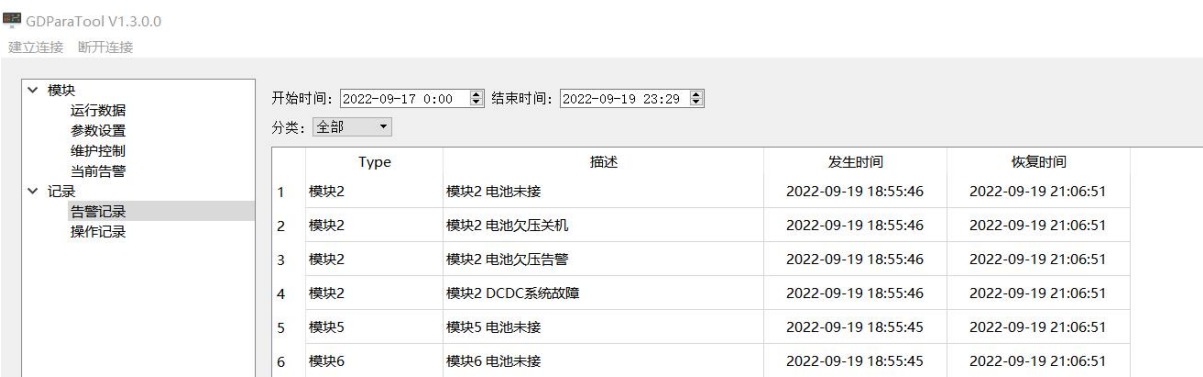 GDParaTool V1.3.0.0
建立连接 断开连接
模块
运行数据
参数设置
维护控制
当前告警
记录
告警记录
操作记录
开始时间: 2022-09-17 0:00 结束时间: 2022-09-19 23:29
分类: 全部
Type 描述 发生时间 恢复时间
1 模块2 模块2 电池未接 2022-09-19 18:55:46 2022-09-19 21:06:51
2 模块2 模块2 电池欠压关机 2022-09-19 18:55:46 2022-09-19 21:06:51
3 模块2 模块2 电池欠压告警 2022-09-19 18:55:46 2022-09-19 21:06:51
4 模块2 模块2 DCDC系统故障 2022-09-19 18:55:46 2022-09-19 21:06:51
5 模块5 模块5 电池未接 2022-09-19 18:55:45 2022-09-19 21:06:51
6 模块6 模块6 电池未接 2022-09-19 18:55:45 2022-09-19 21:06:51